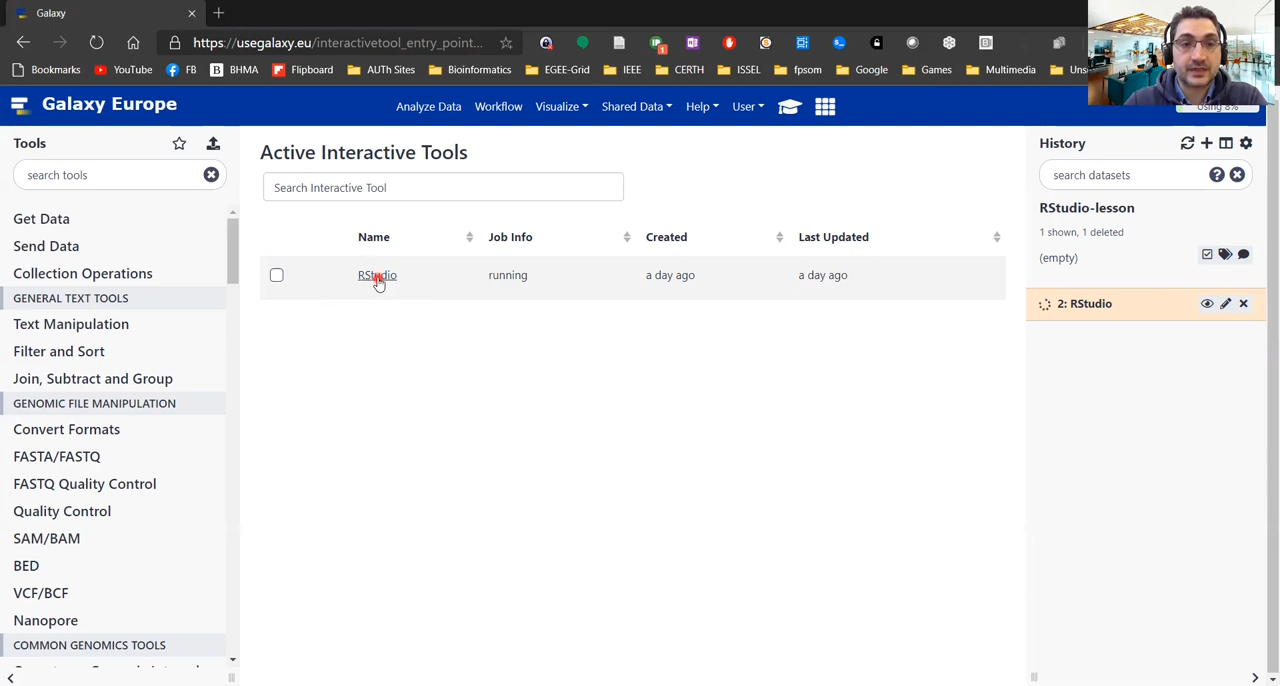 Galaxy
https://usegalaxy.eu/interactivetool_entry_point...
Bookmarks YouTube FB BHMA Flipboard AUTh Sites Bioinformatics EGEE-Grid IEEE CERTH ISSEL fpsom Google Games Multimedia
Galaxy Europe
Analyze Data Workflow Visualize Shared Data Help User
Using 8%
Tools
search tools
Get Data
Send Data
Collection Operations
GENERAL TEXT TOOLS
Text Manipulation
Filter and Sort
Join, Subtract and Group
GENOMIC FILE MANIPULATION
Convert Formats
FASTA/FASTQ
FASTQ Quality Control
Quality Control
SAM/BAM
BED
VCF/BCF
Nanopore
COMMON GENOMICS TOOLS
Active Interactive Tools
Search Interactive Tool
Name Job Info Created Last Updated
RStudio running a day ago a day ago
History
search datasets
RStudio-lesson
1 shown, 1 deleted
(empty)
2: RStudio